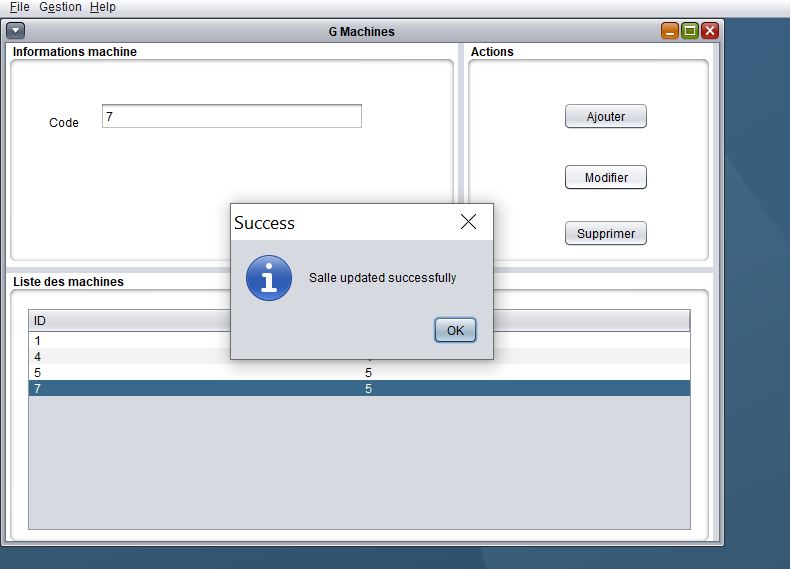 File Gestion Help
G Machines
Informations machine
Actions
Code
7
Ajouter
Modifier
Supprimer
Success
Salle updated successfully
OK
Liste des machines
ID
1
4
5 5
7 5